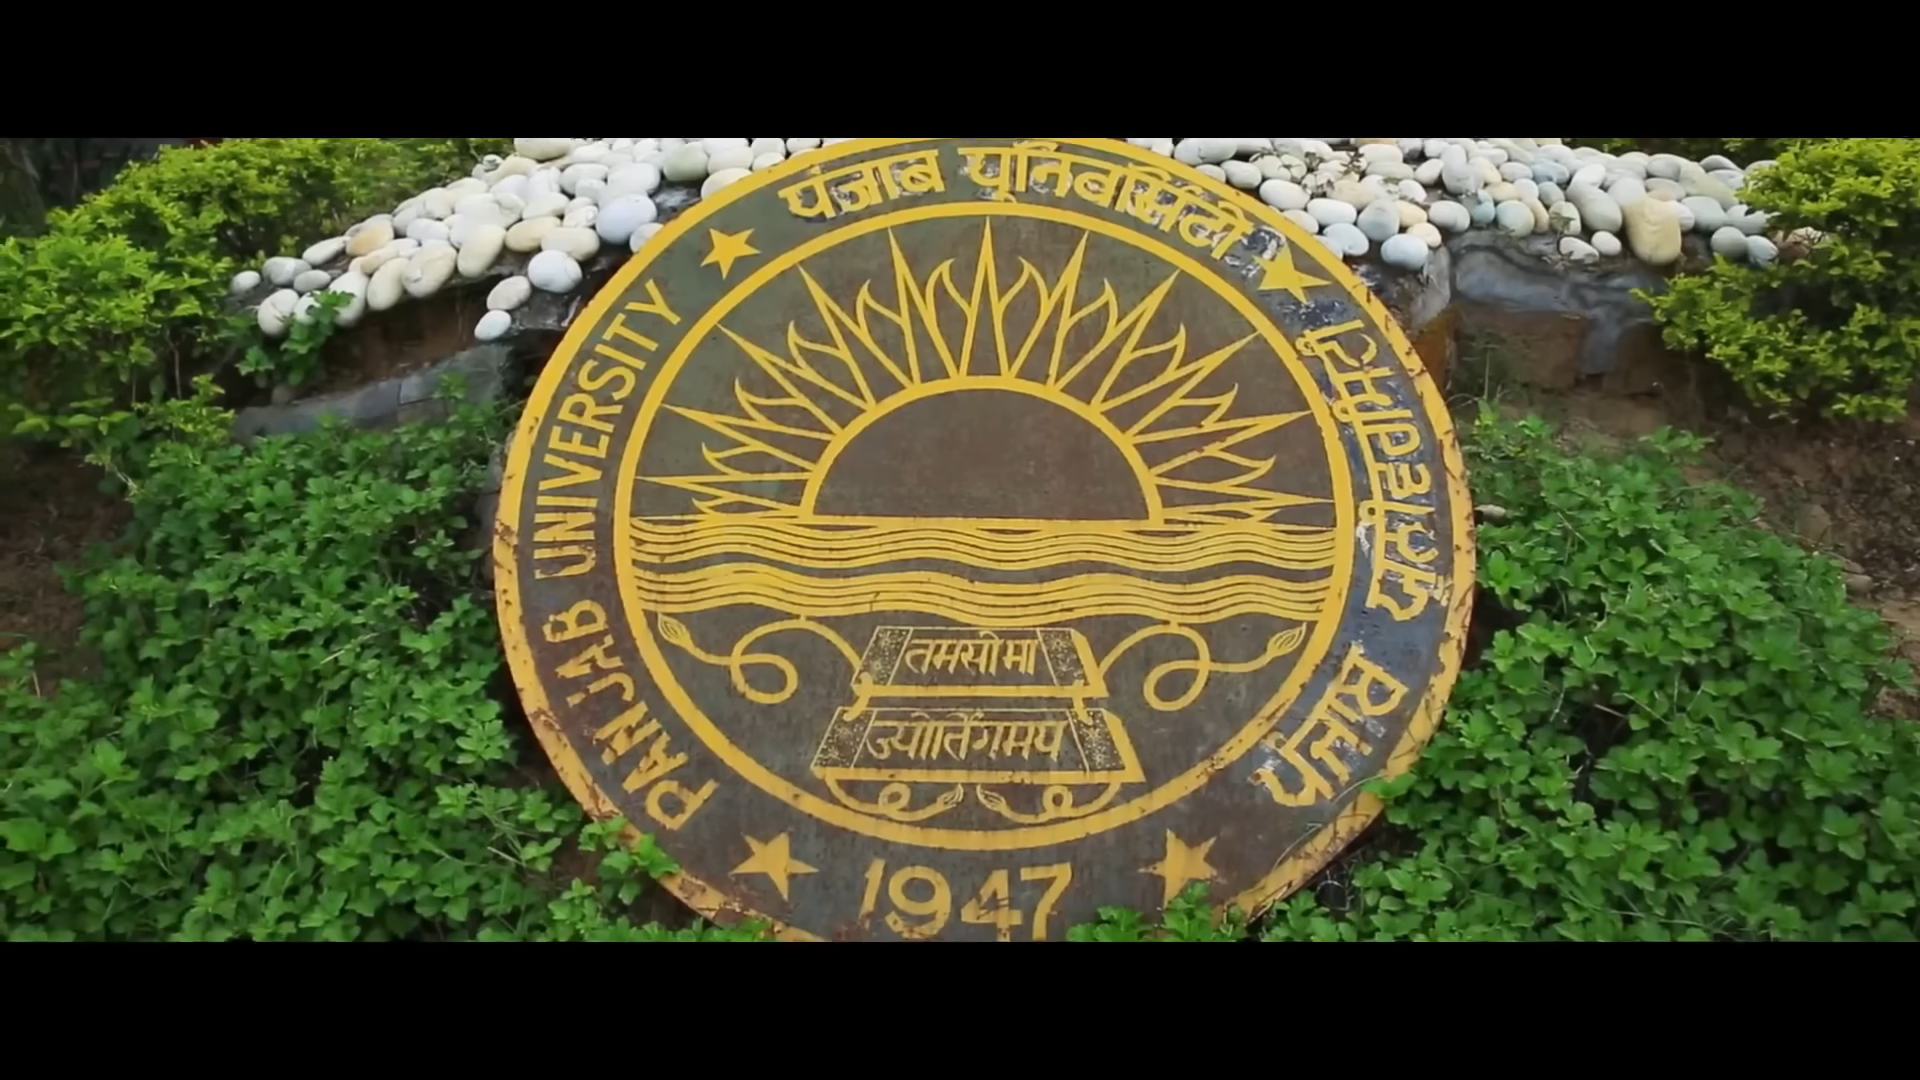 पंजाब यूनिवर्सिटी
PANJAB UNIVERSITY
ਪੰਜਾਬ ਯੂਨੀਵਰਸਿਟੀ
तमसोमा
ज्योर्तिगमय
1947